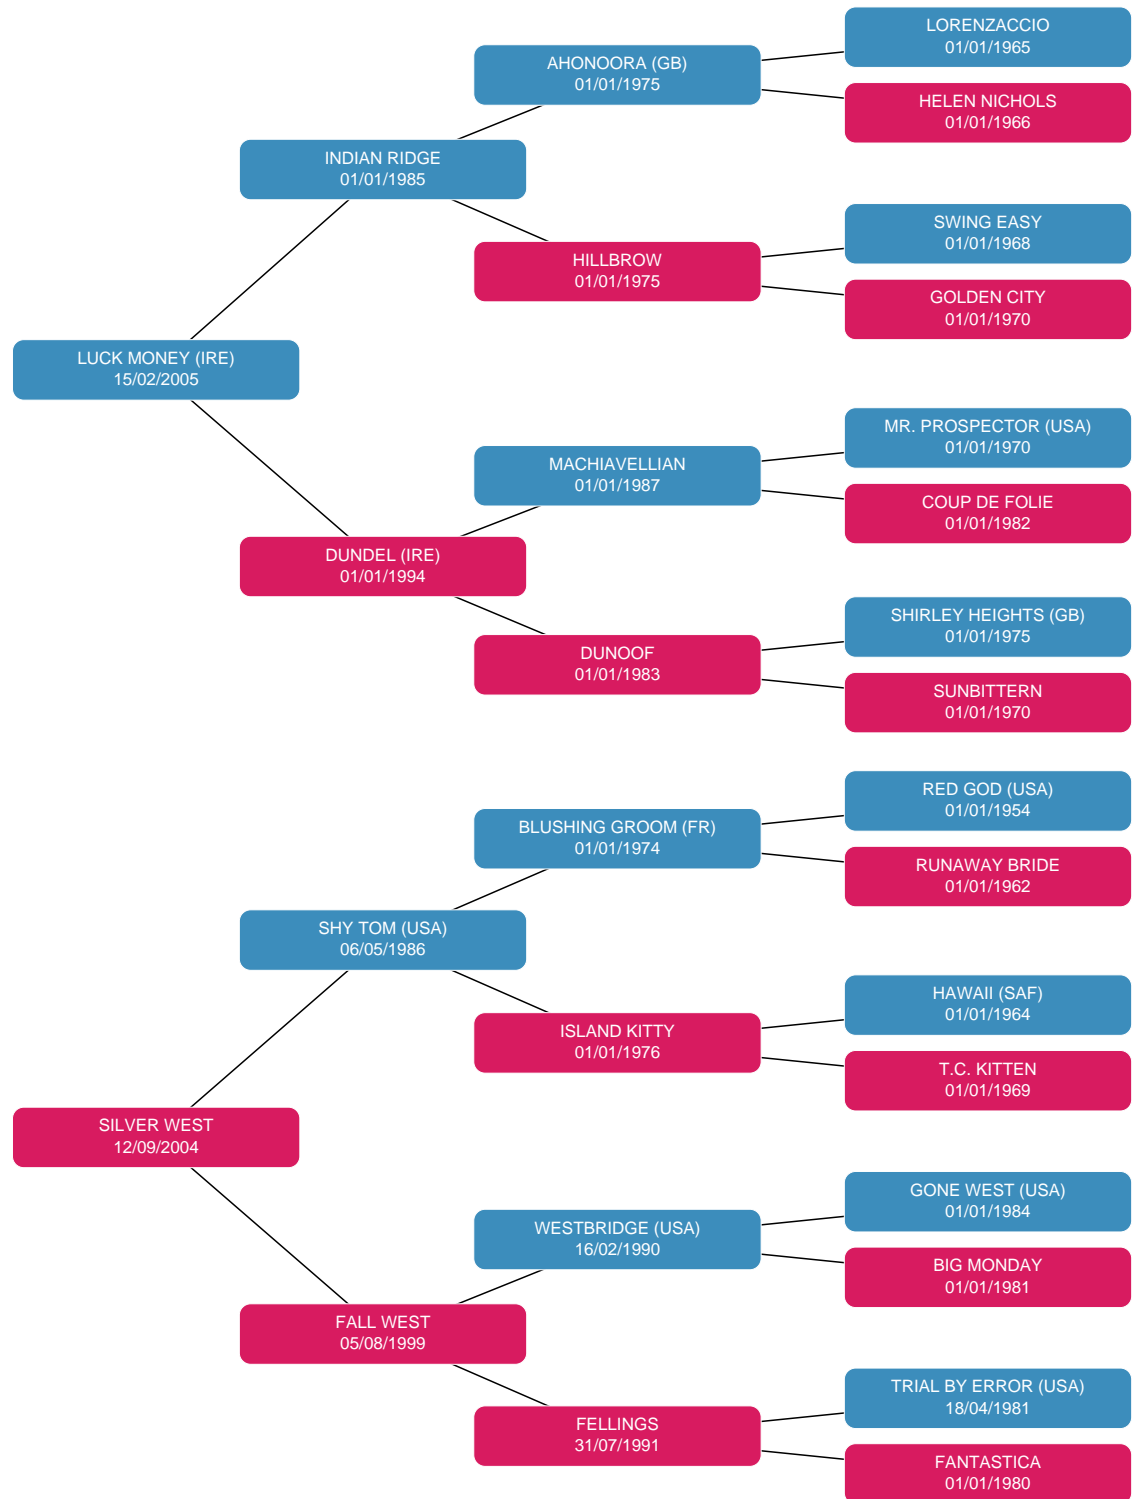 LORENZACCIO
01/01/1965
AHONOORA (GB)
01/01/1975
HELEN NICHOLS
01/01/1966
INDIAN RIDGE
01/01/1985
SWING EASY
01/01/1968
HILLBROW
01/01/1975
GOLDEN CITY
01/01/1970
LUCK MONEY (IRE)
15/02/2005
MR. PROSPECTOR (USA)
01/01/1970
MACHIAVELLIAN
01/01/1987
COUP DE FOLIE
01/01/1982
DUNDEL (IRE)
01/01/1994
SHIRLEY HEIGHTS (GB)
01/01/1975
DUNOOF
01/01/1983
SUNBITTERN
01/01/1970
RED GOD (USA)
01/01/1954
BLUSHING GROOM (FR)
01/01/1974
RUNAWAY BRIDE
01/01/1962
SHY TOM (USA)
06/05/1986
HAWAII (SAF)
01/01/1964
ISLAND KITTY
01/01/1976
T.C. KITTEN
01/01/1969
SILVER WEST
12/09/2004
GONE WEST (USA)
01/01/1984
WESTBRIDGE (USA)
16/02/1990
BIG MONDAY
01/01/1981
FALL WEST
05/08/1999
TRIAL BY ERROR (USA)
18/04/1981
FELLINGS
31/07/1991
FANTASTICA
01/01/1980